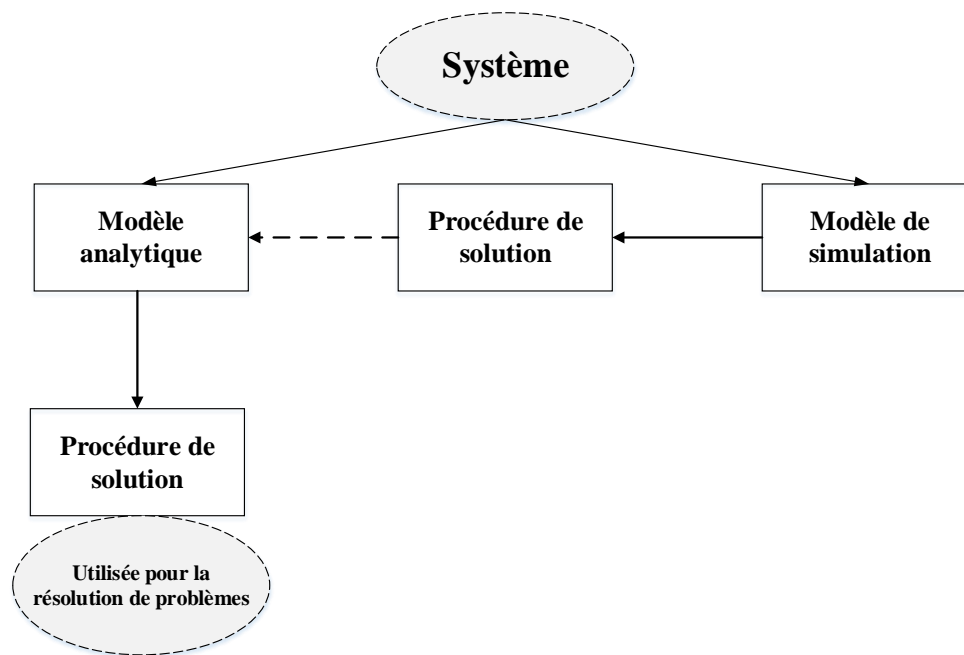 Système
Modèle
analytique
Procédure de
solution
Modèle de
simulation
Procédure de
solution
Utilisée pour la
résolution de problèmes